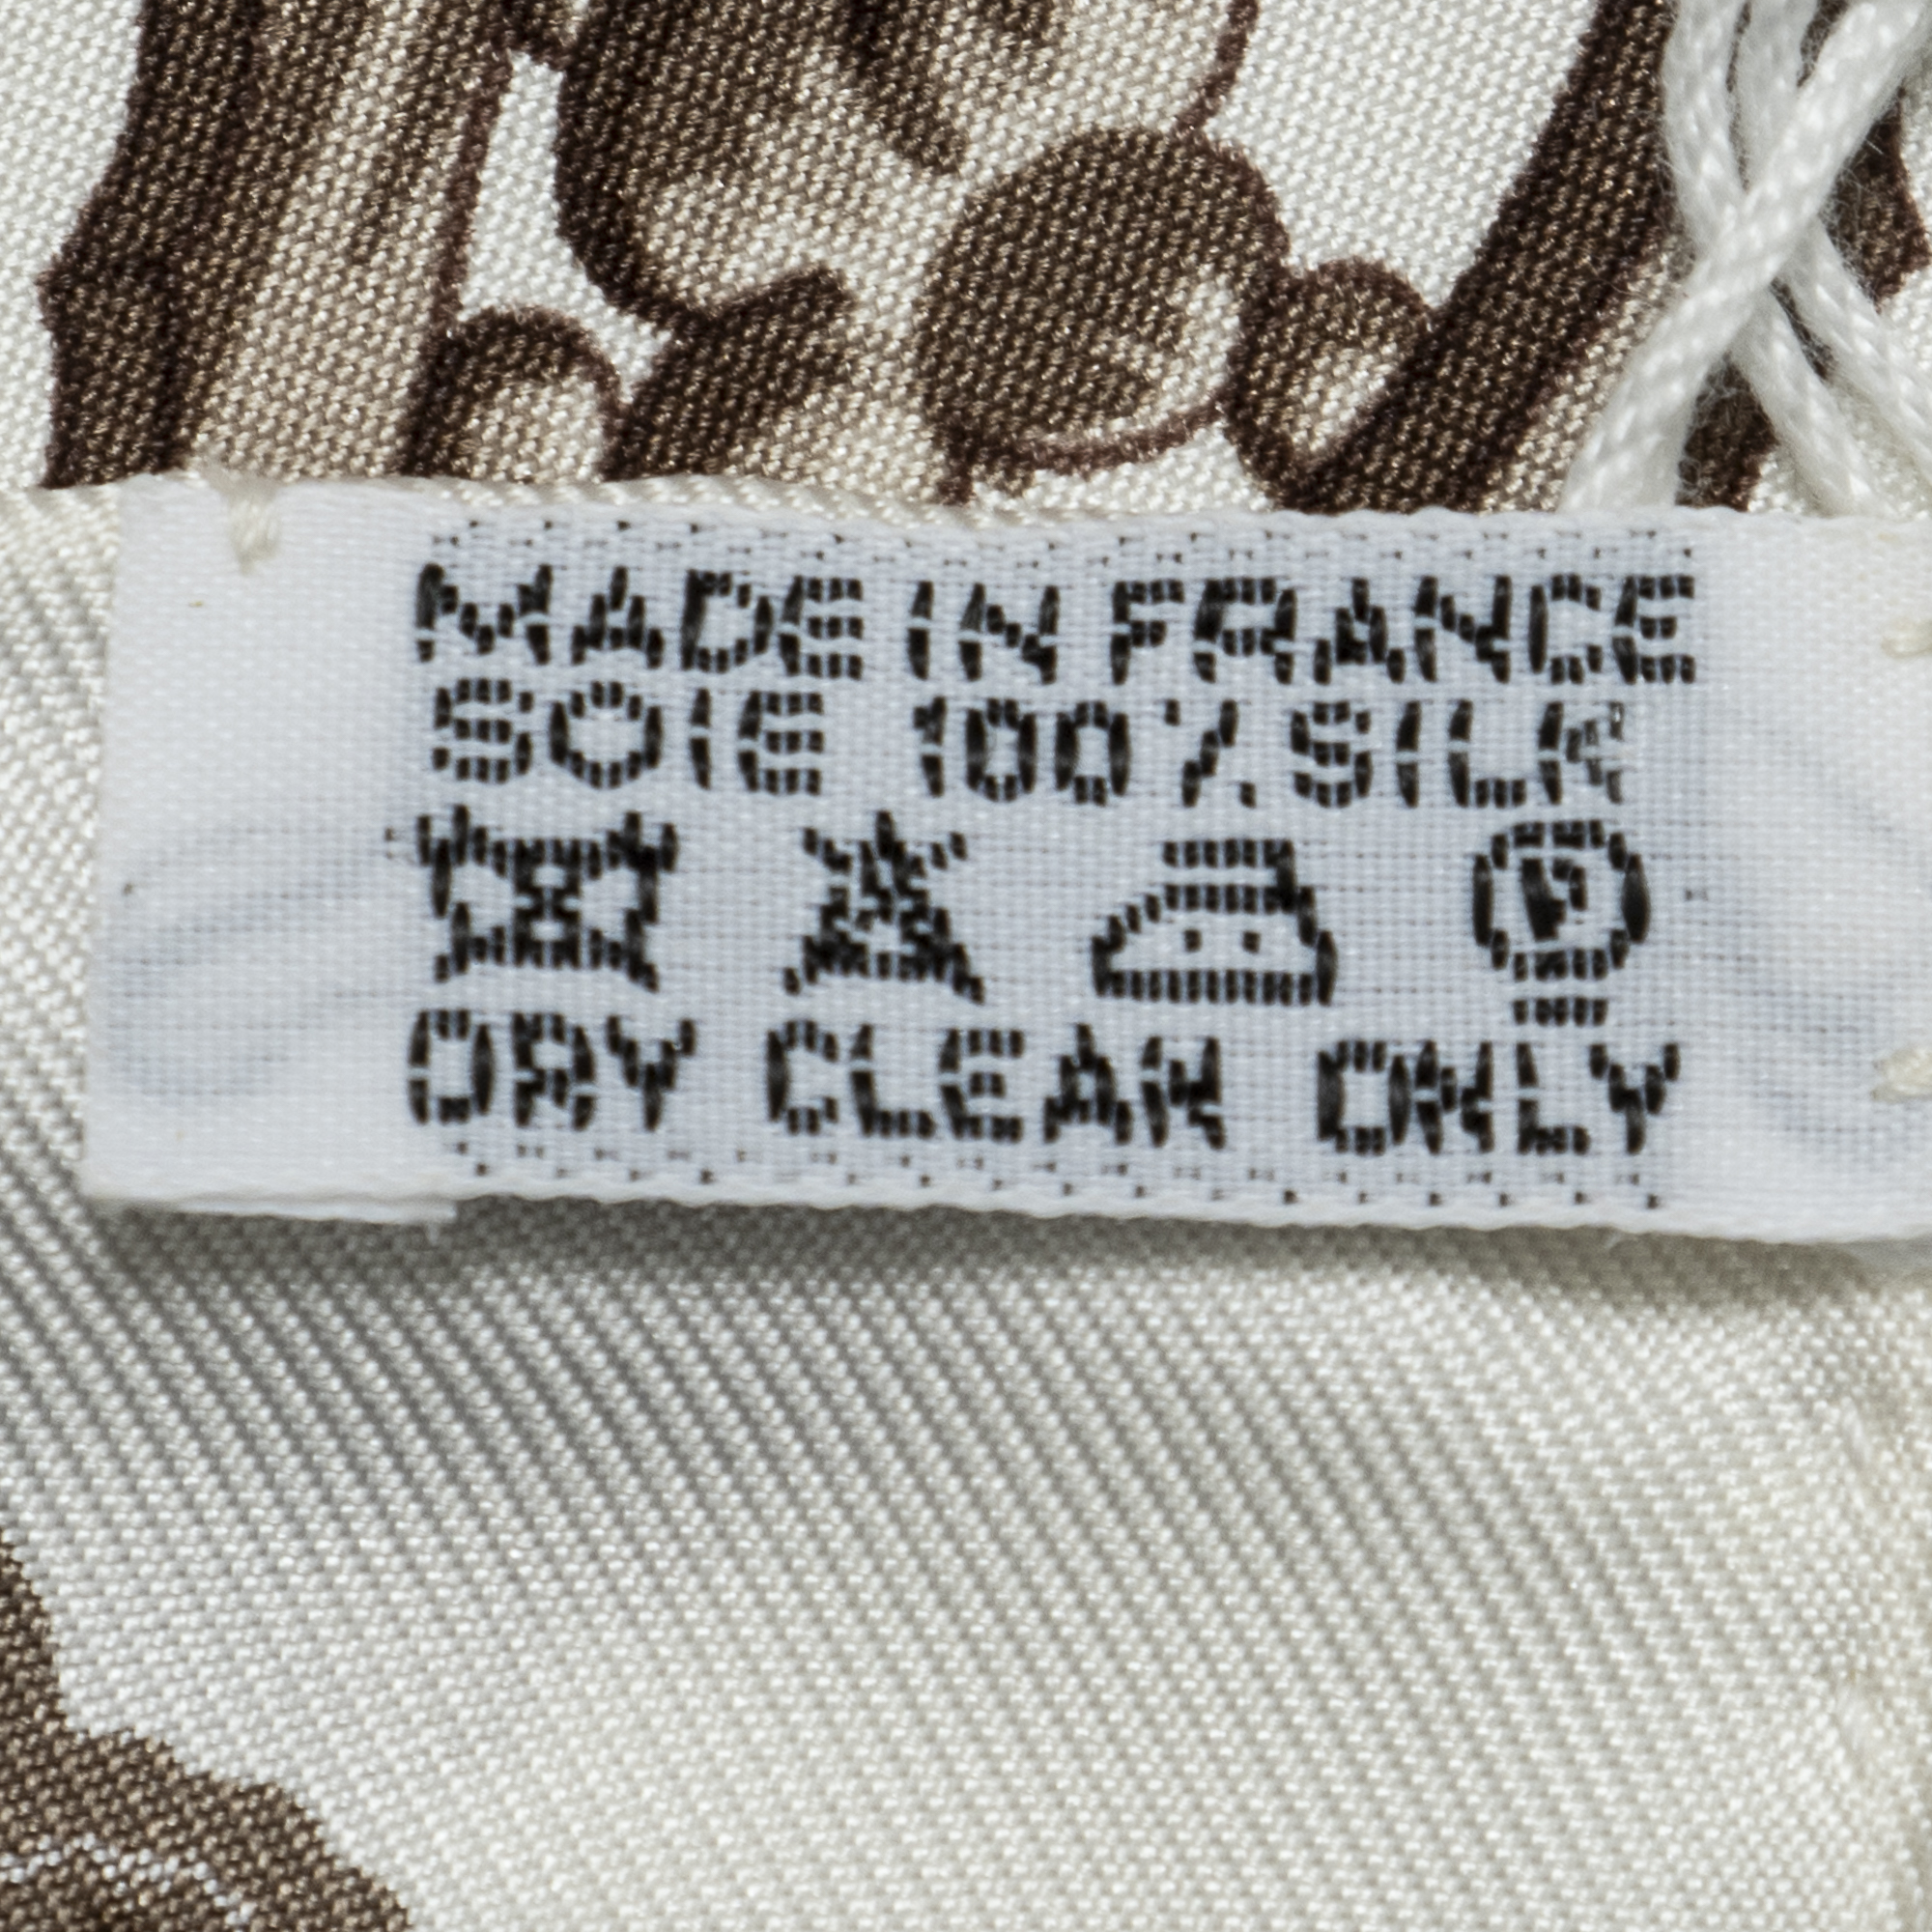 MADE IN FRANCE
SOIE 100% SILK
P
DRY CLEAN ONLY